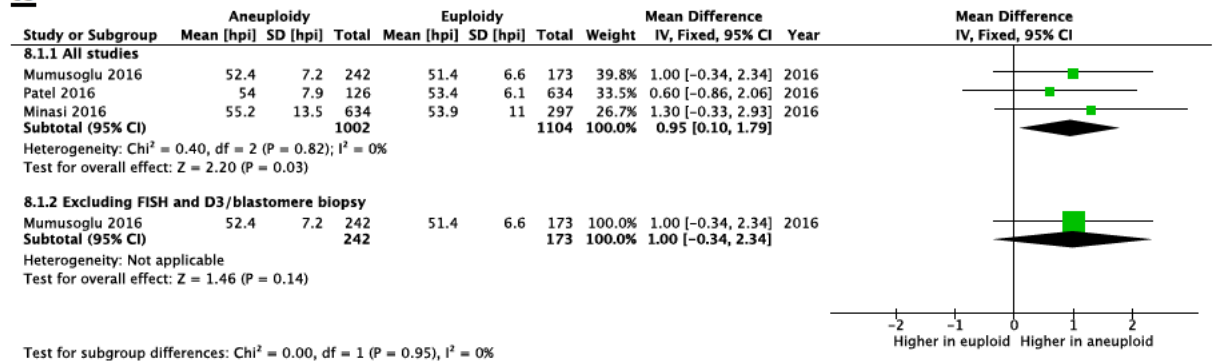 Aneuploidy Euploidy Mean Difference Mean Difference
Study or Subgroup Mean [hpi] SD [hpi] Total Mean [hpi] SD [hpi] Total Weight IV, Fixed, 95% CI Year IV, Fixed, 95% CI
8.1.1 All studies
Mumusoglu 2016 52.4 7.2 242 51.4 6.6 173 39.8% 1.00 [-0.34, 2.34] 2016
Patel 2016 54 7.9 126 53.4 6.1 634 33.5% 0.60 [-0.86, 2.06] 2016
Minasi 2016 55.2 13.5 634 53.9 11 297 26.7% 1.30 [-0.33, 2.93] 2016
Subtotal (95% CI) 1002 1104 100.0% 0.95 [0.10, 1.79]
Heterogeneity: Chi² = 0.40, df = 2 (P = 0.82); I² = 0%
Test for overall effect: Z = 2.20 (P = 0.03)
8.1.2 Excluding FISH and D3/blastomere biopsy
Mumusoglu 2016 52.4 7.2 242 51.4 6.6 173 100.0% 1.00 [-0.34, 2.34] 2016
Subtotal (95% CI) 242 173 100.0% 1.00 [-0.34, 2.34]
Heterogeneity: Not applicable
Test for overall effect: Z = 1.46 (P = 0.14)
-2 -1 0 1 2
Higher in euploid Higher in aneuploid
Test for subgroup differences: Chi² = 0.00, df = 1 (P = 0.95), I² = 0%